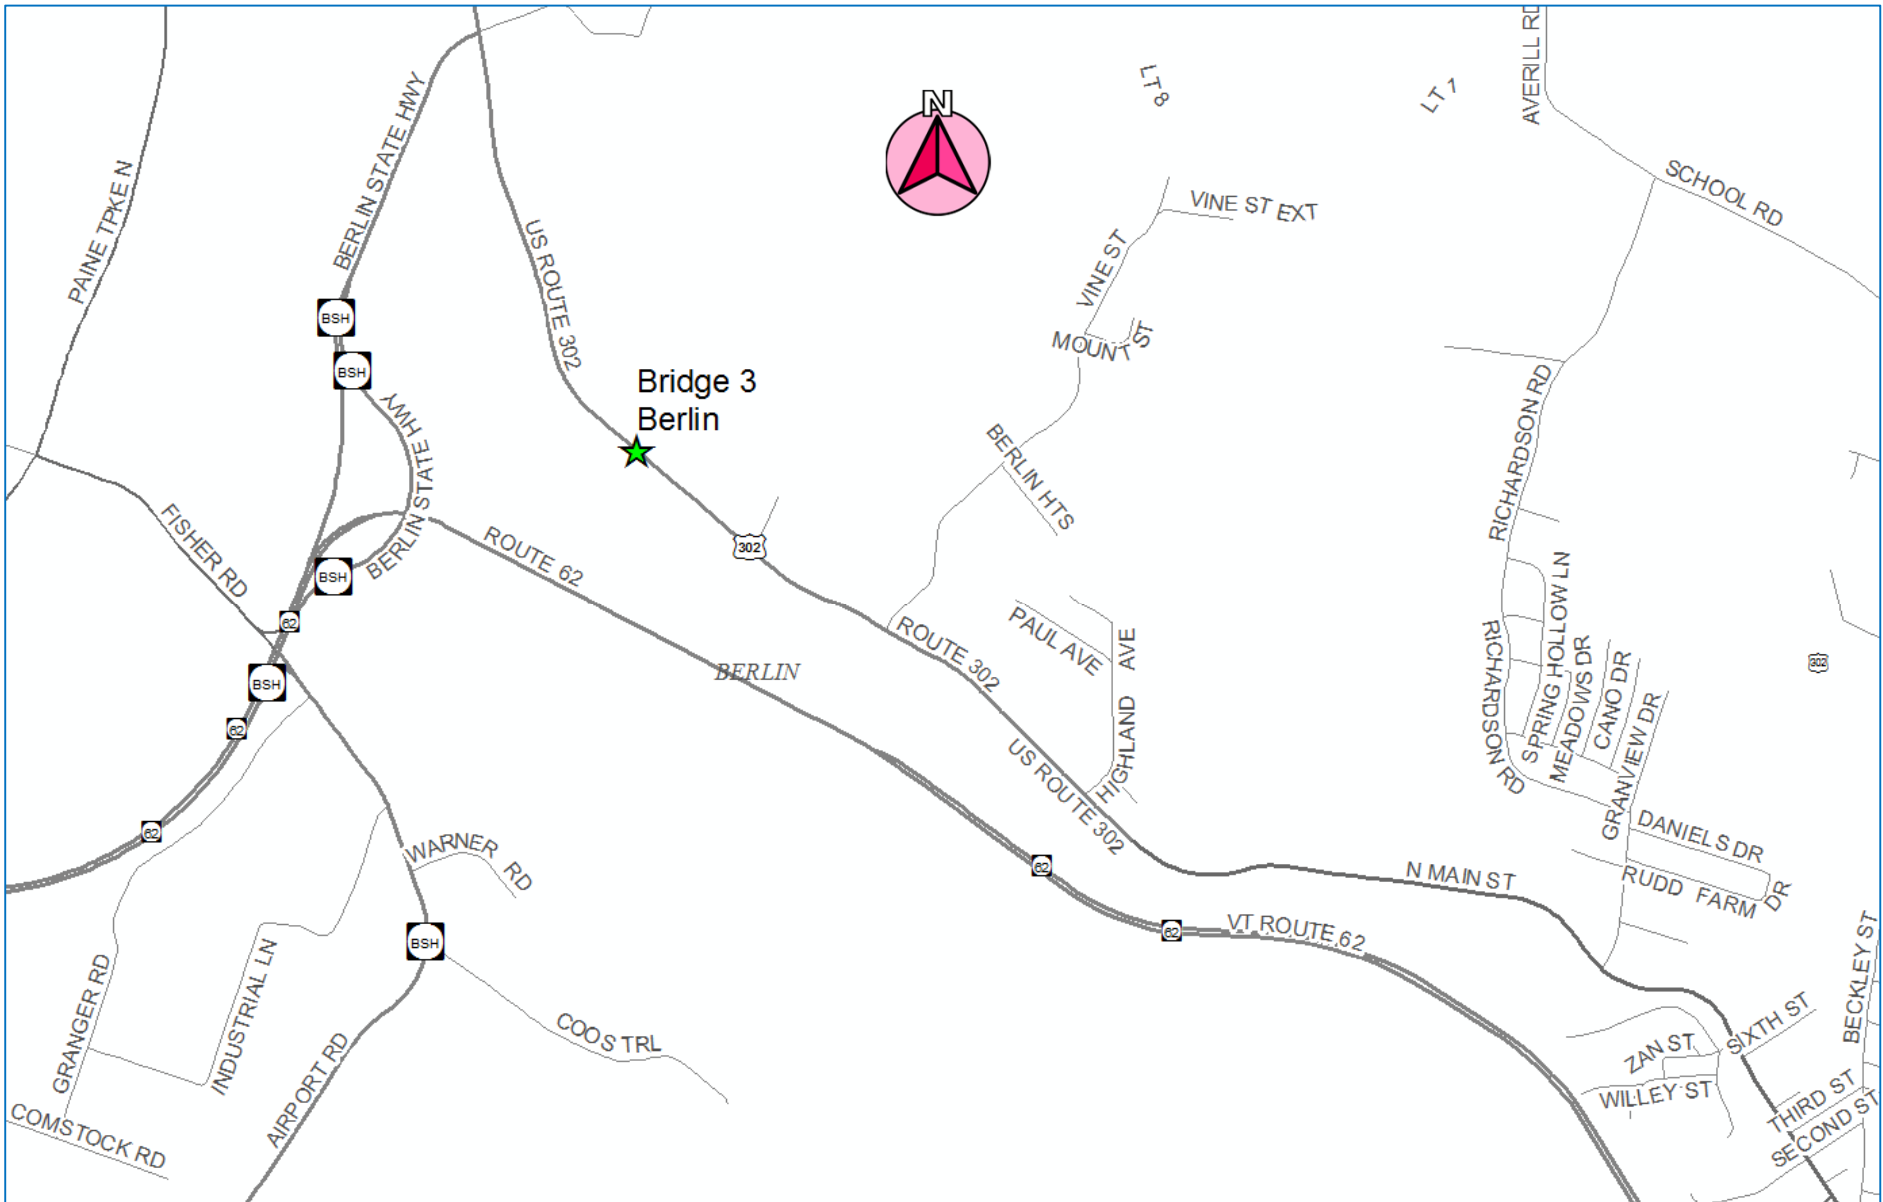 AVERILL RD
LT 8
LT 7
N
BERLIN STATE HWY
PAINE TPKE N
SCHOOL RD
VINE ST EXT
US ROUTE 302
VINE ST
BSH
MOUNT ST
BSH
Bridge 3
Berlin
BERLIN STATE HWY
RICHARDSON RD
BERLIN HTS
FISHER RD
ROUTE 62
302
BERLIN STATE HWY
BSH
62
PAUL AVE
ROUTE 302
HIGHLAND AVE
RICHARDSON RD
SPRING HOLLOW LN
MEADOWS DR
CANO DR
GRANVIEW DR
302
BERLIN
BSH
62
US ROUTE 302
62
WARNER RD
62
N MAIN ST
DANIELS DR
RUDD FARM DR
BSH
62
VT ROUTE 62
BECKLEY ST
GRANGER RD
INDUSTRIAL LN
AIRPORT RD
COOS TRL
ZAN ST
SIXTH ST
WILLEY ST
THIRD ST
SECOND ST
COMSTOCK RD